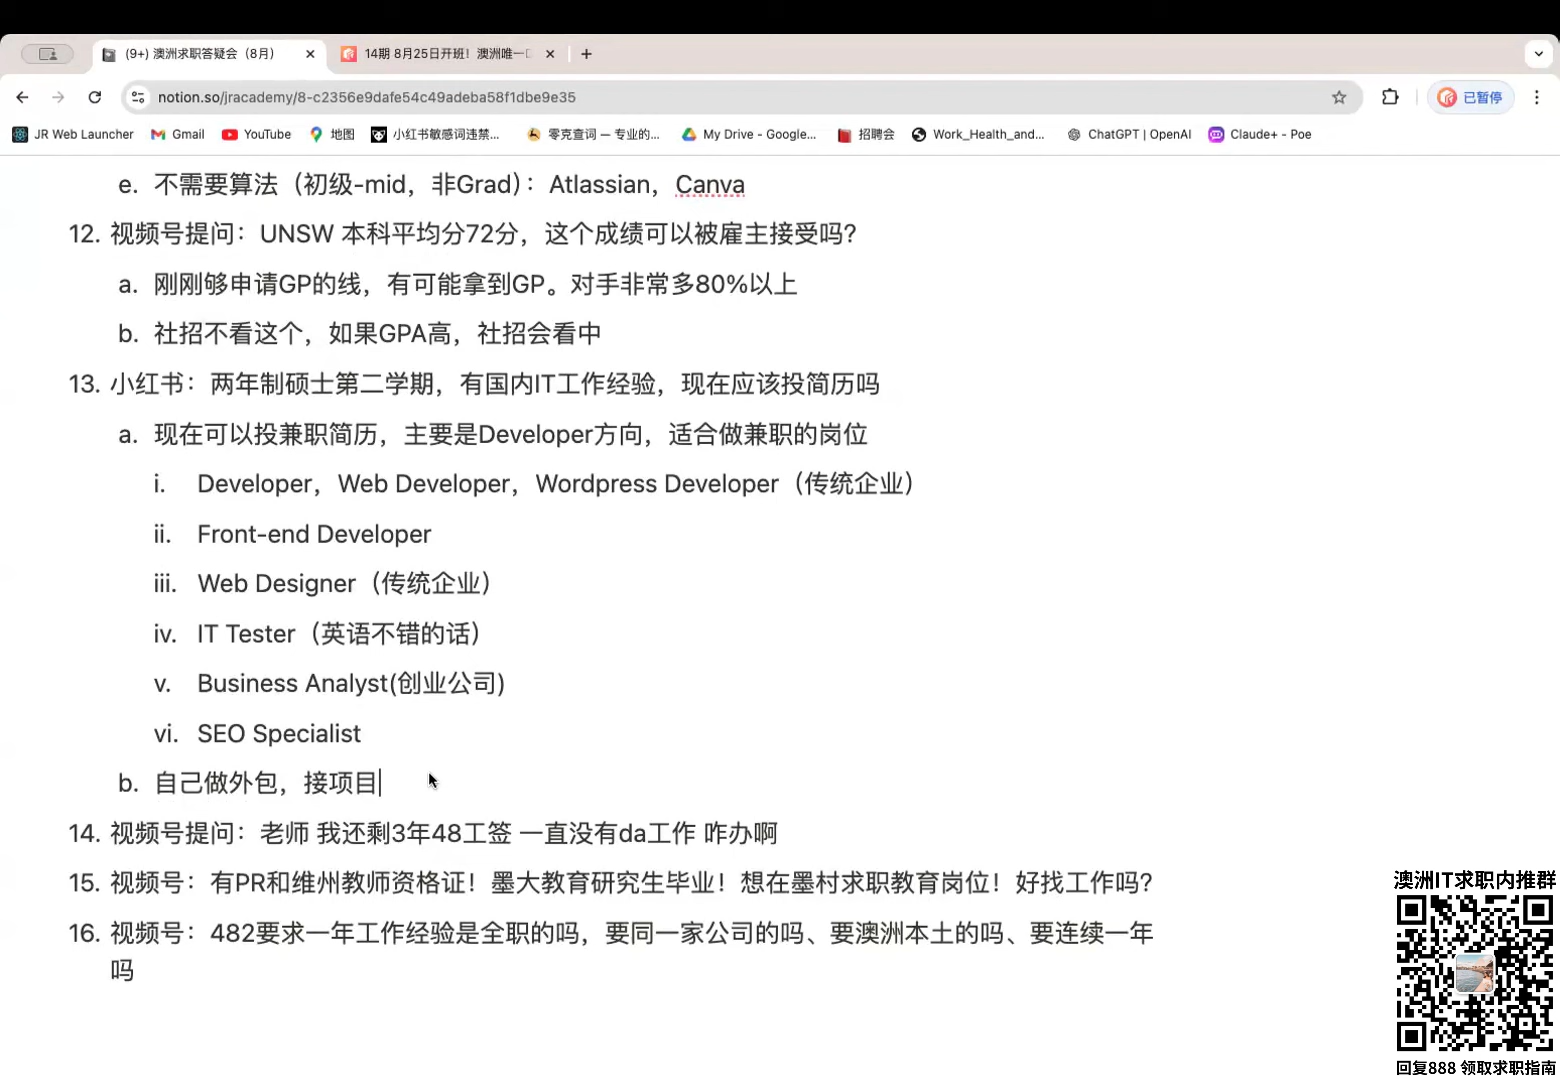 (9+) 澳洲求职答疑会（8月）
14期 8月25日开班！澳洲唯一
notion.so/jracademy/8-c2356e9dafe54c49adeba58f1dbe9e35
已暂停
JR Web Launcher
Gmail
YouTube
地图
小红书敏感词违禁...
零克查词 — 专业的...
My Drive - Google...
招聘会
Work_Health_and...
ChatGPT | OpenAI
Claude+ - Poe
e. 不需要算法（初级-mid，非Grad）：Atlassian，Canva
12. 视频号提问：UNSW 本科平均分72分，这个成绩可以被雇主接受吗?
a. 刚刚够申请GP的线，有可能拿到GP。对手非常多80%以上
b. 社招不看这个，如果GPA高，社招会看中
13. 小红书：两年制硕士第二学期，有国内IT工作经验，现在应该投简历吗
a. 现在可以投兼职简历，主要是Developer方向，适合做兼职的岗位
i. Developer，Web Developer，Wordpress Developer（传统企业）
ii. Front-end Developer
iii. Web Designer（传统企业）
iv. IT Tester（英语不错的话）
v. Business Analyst(创业公司)
vi. SEO Specialist
b. 自己做外包，接项目
14. 视频号提问：老师 我还剩3年48工签 一直没有da工作 咋办啊
15. 视频号：有PR和维州教师资格证！墨大教育研究生毕业！想在墨村求职教育岗位！好找工作吗?
16. 视频号：482要求一年工作经验是全职的吗，要同一家公司的吗、要澳洲本土的吗、要连续一年
吗
澳洲IT求职内推群
回复888 领取求职指南